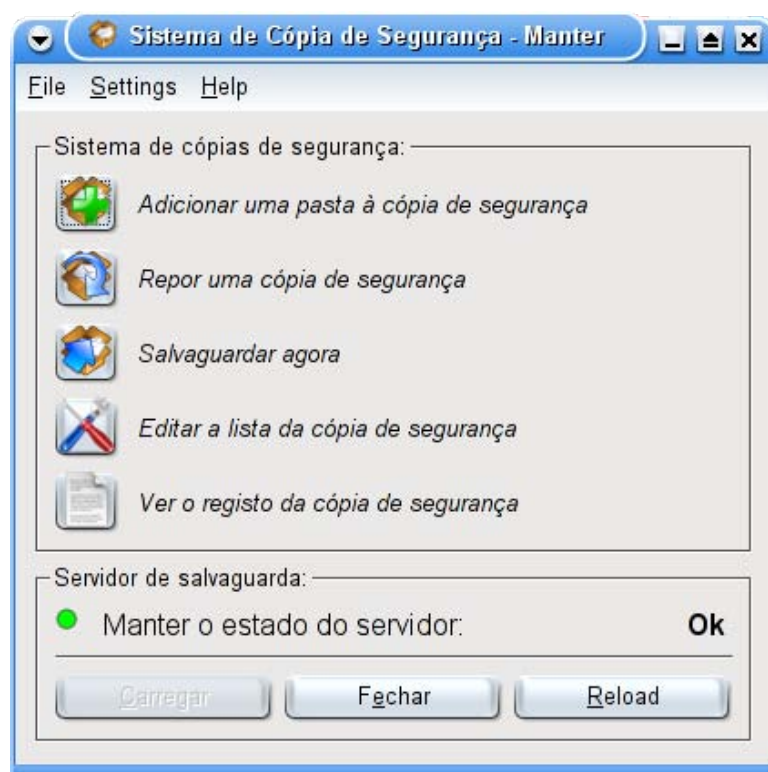 Sistema de Cópia de Segurança - Manter
File Settings Help
Sistema de cópias de segurança:
Adicionar uma pasta à cópia de segurança
Repor uma cópia de segurança
Salvaguardar agora
Editar a lista da cópia de segurança
Ver o registo da cópia de segurança
Servidor de salvaguarda:
Manter o estado do servidor: Ok
Carregar Fechar Reload